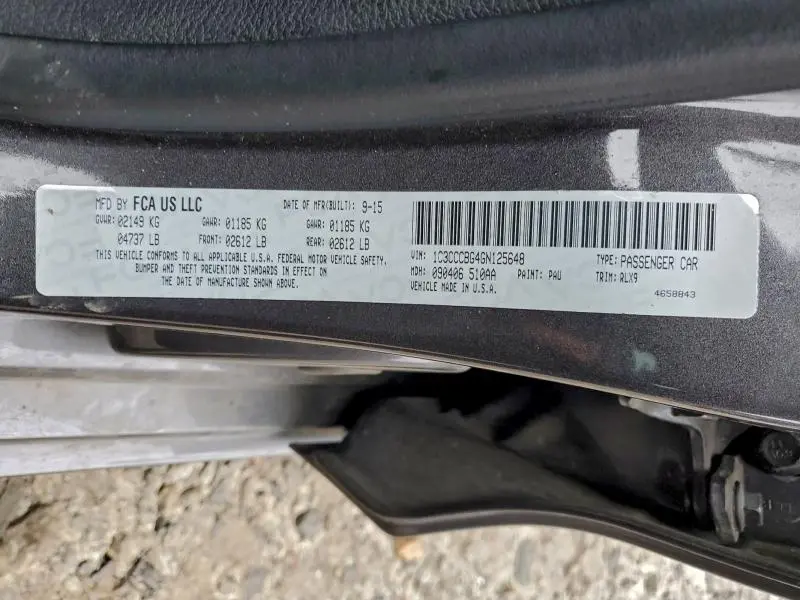 MFD BY FCA US LLC DATE OF MFR(BUILT): 9-15
GVWR: 02149 KG GAWR: 01185 KG GAWR: 01185 KG
04737 LB FRONT: 02612 LB REAR: 02612 LB
THIS VEHICLE CONFORMS TO ALL APPLICABLE U.S.A. FEDERAL MOTOR VEHICLE SAFETY,
BUMPER AND THEFT PREVENTION STANDARDS IN EFFECT ON
THE DATE OF MANUFACTURE SHOWN ABOVE.
VIN: 1C3CCCBG4GN125648 TYPE: PASSENGER CAR
MDH: 090406 510AA PAINT: PAU TRIM: RLX9
VEHICLE MADE IN U.S.A. 4658843